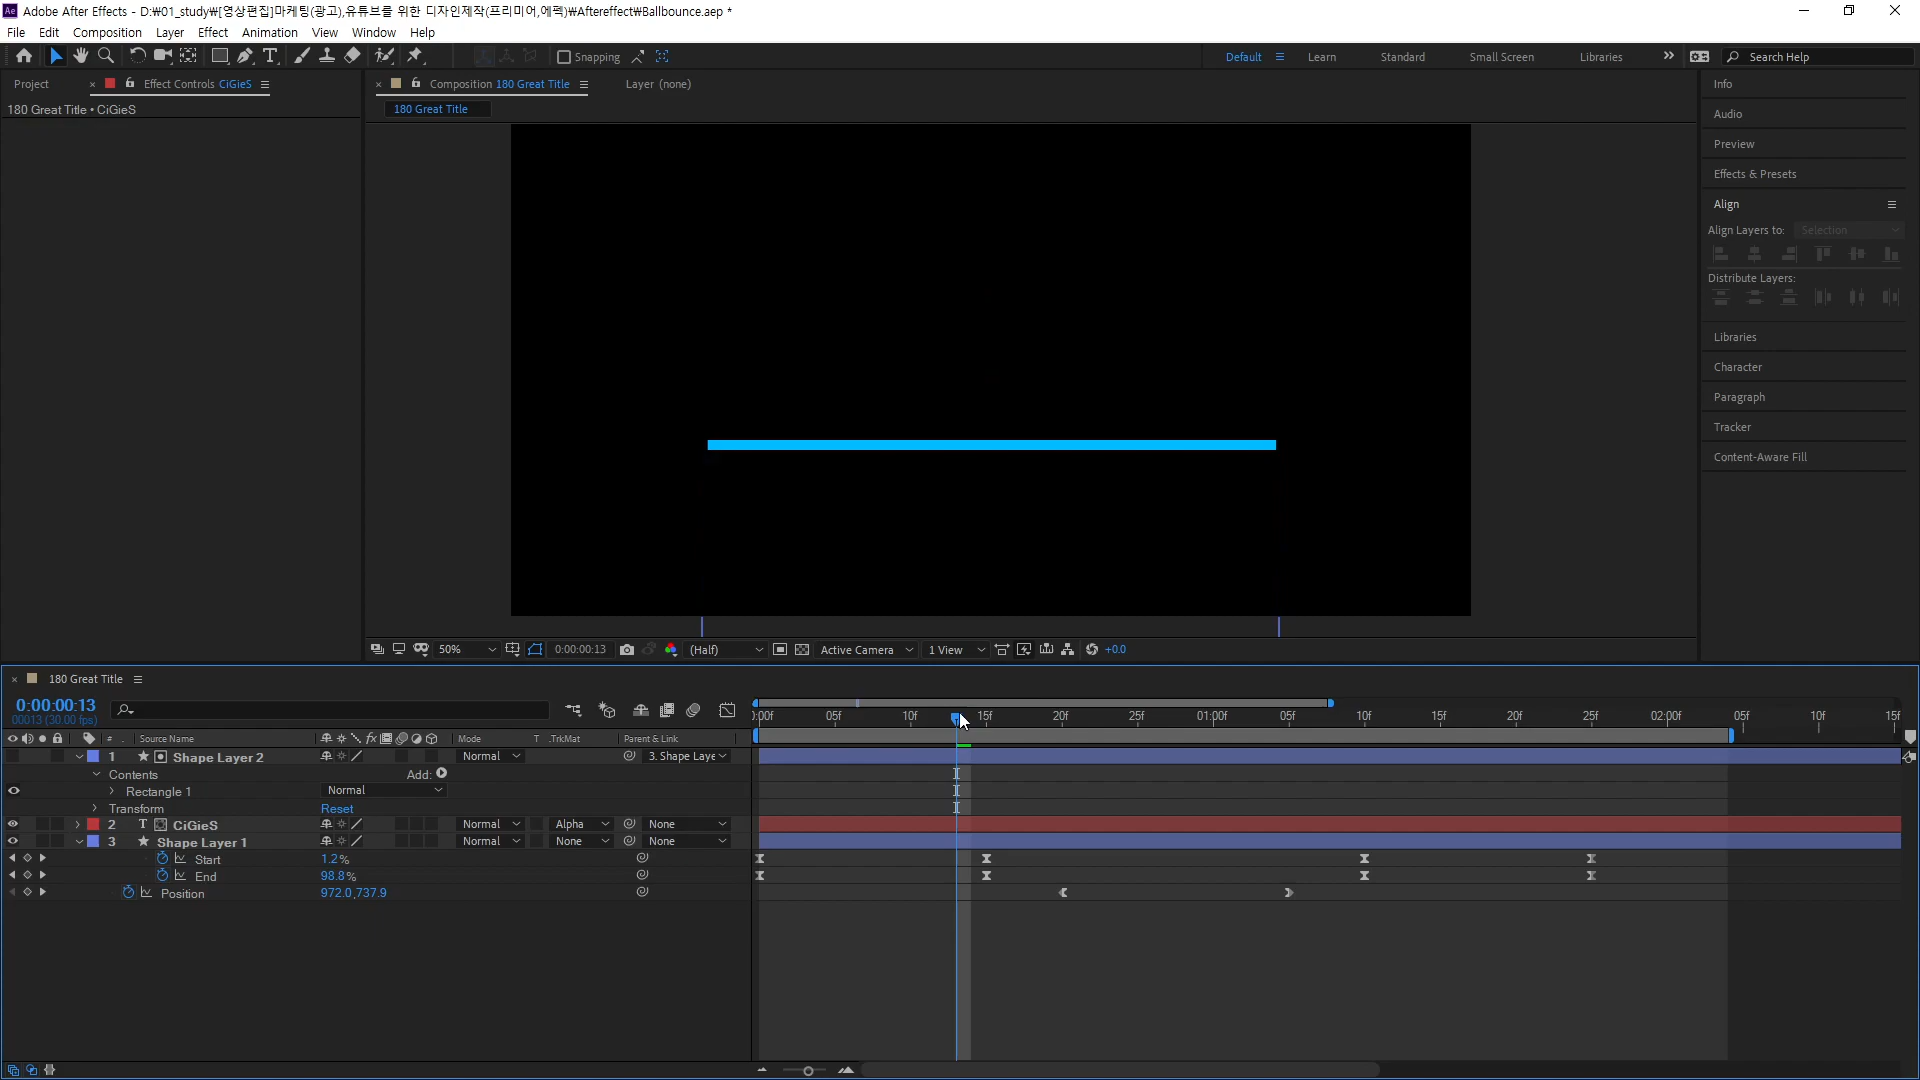 Adobe After Effects - D:₩01_study₩[영상편집]마케팅(광고),유튜브를 위한 디자인제작(프리미어,에펙)₩Aftereffect₩Ballbounce.aep *
File Edit Composition Layer Effect Animation View Window Help
Snapping Default Learn Standard Small Screen Libraries Search Help
Project Effect Controls CiGieS
180 Great Title • CiGieS
Composition 180 Great Title Layer (none)
180 Great Title
Info
Audio
Preview
Effects & Presets
Align
Align Layers to: Selection
Distribute Layers:
Libraries
Character
Paragraph
Tracker
Content-Aware Fill
50% 0:00:00:13 (Half) Active Camera 1 View +0.0
180 Great Title
0:00:00:13
00013 (30.00 fps)
):00f 05f 10f 15f 20f 25f 01:00f 05f 10f 15f 20f 25f 02:00f 05f 10f 15f
# Source Name Mode T .TrkMat Parent & Link
1 Shape Layer 2 Normal 3. Shape Laye
Contents Add:
Rectangle 1 Normal
Transform Reset
2 T CiGieS Normal Alpha None
3 Shape Layer 1 Normal None None
Start 1.2%
End 98.8%
Position 972.0,737.9